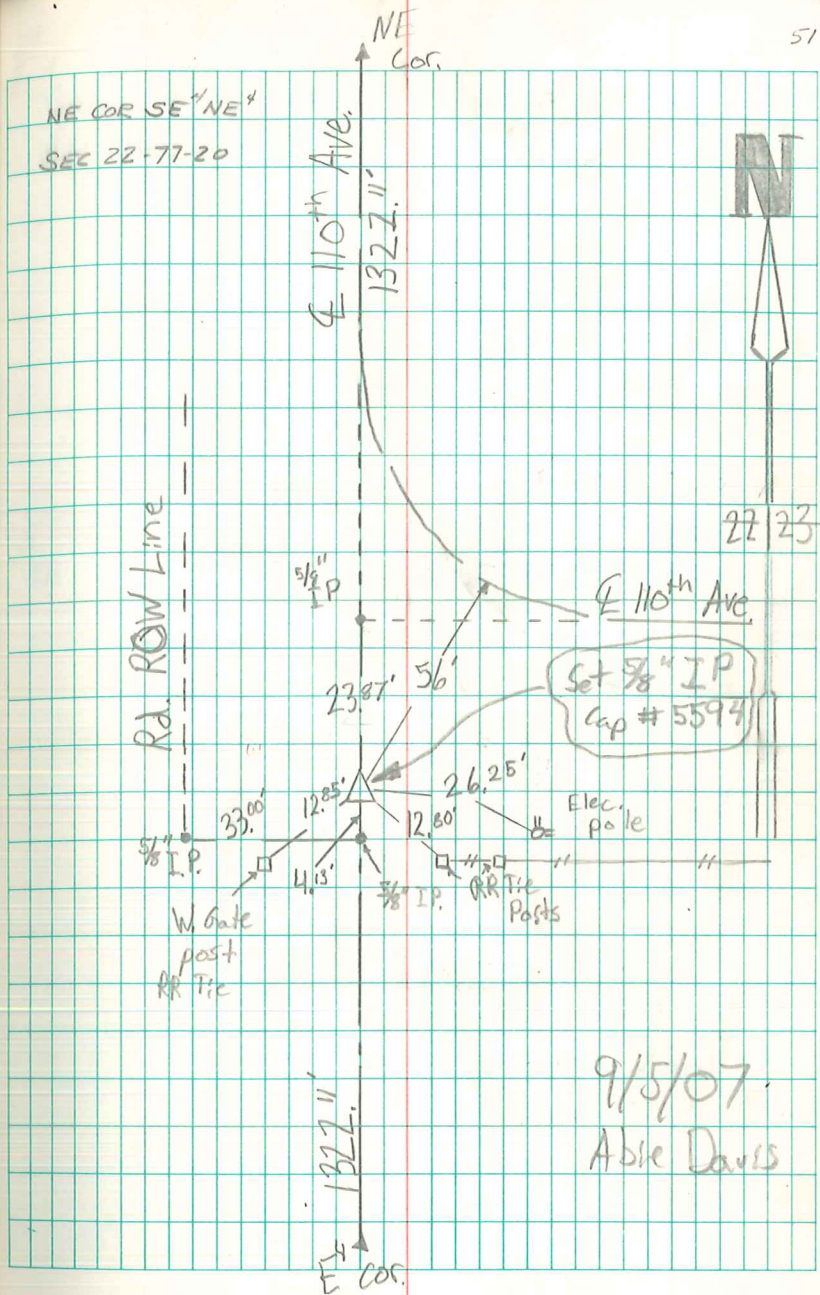 51
NE
Cor.
NE COR SE¼NE¼
SEC 22-77-20
N
℄ 110th Ave.
1322.11'
Rd. ROW Line
22 | 23
5/8" IP
℄ 110th Ave.
56'
Set 5/8" IP
Cap # 5594
23.87'
26.25'
12.85'
33.00'
12.80'
Elec.
pole
5/8"
I.P.
4.13'
5/8" I.P.
RR Tie
Posts
W. Gate
post
RR Tie
9/5/07
Abie Davis
1322.11'
E¼ Cor.